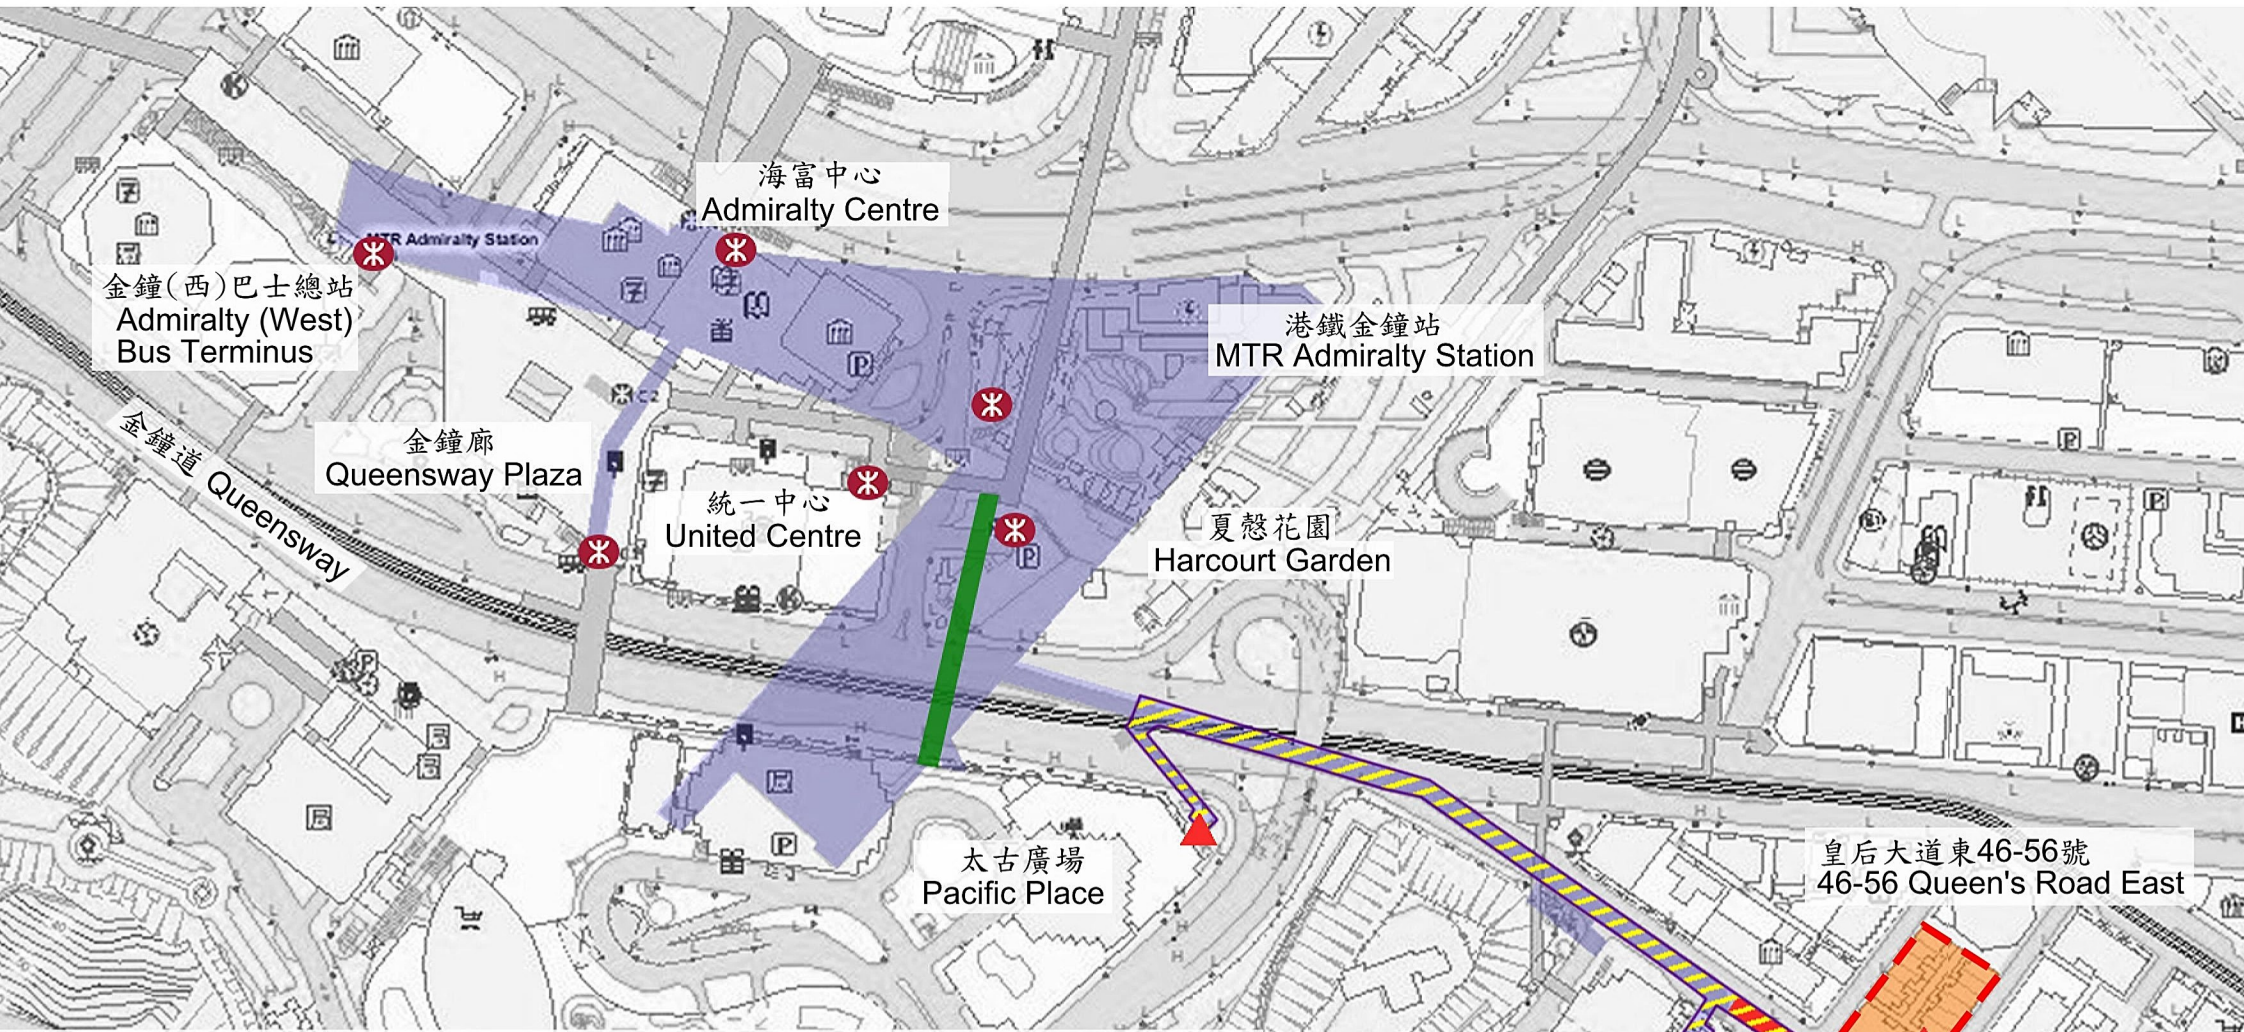 海富中心
Admiralty Centre
MTR Admiralty Station
金鐘(西)巴士總站
Admiralty (West)
Bus Terminus
港鐵金鐘站
MTR Admiralty Station
金鐘道 Queensway
金鐘廊
Queensway Plaza
統一中心
United Centre
夏慤花園
Harcourt Garden
太古廣場
Pacific Place
皇后大道東46-56號
46-56 Queen's Road East